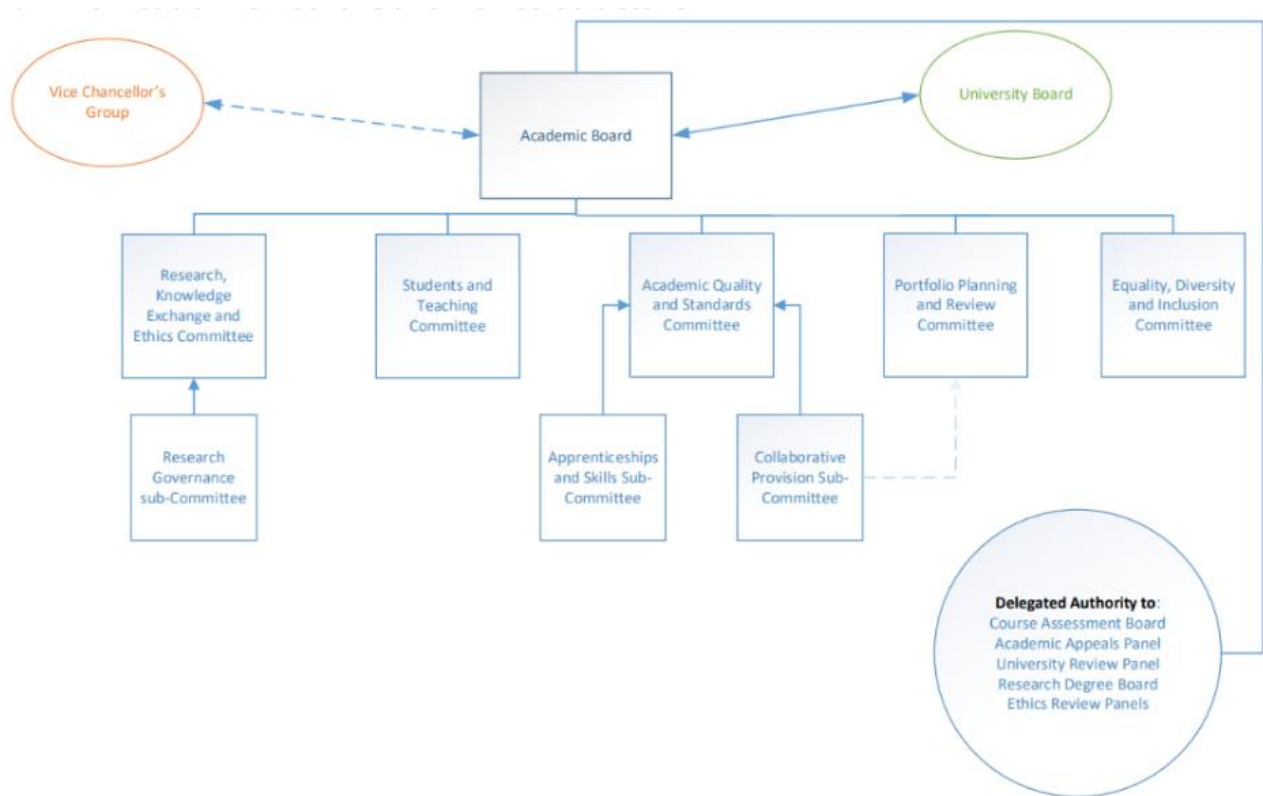 Vice Chancellor's
Group
Academic Board
University Board
Research,
Knowledge
Exchange and
Ethics Committee
Students and
Teaching
Committee
Academic Quality
and Standards
Committee
Portfolio Planning
and Review
Committee
Equality, Diversity
and Inclusion
Committee
Research
Governance
sub-Committee
Apprenticeships
and Skills Sub-
Committee
Collaborative
Provision Sub-
Committee
Delegated Authority to:
Course Assessment Board
Academic Appeals Panel
University Review Panel
Research Degree Board
Ethics Review Panels